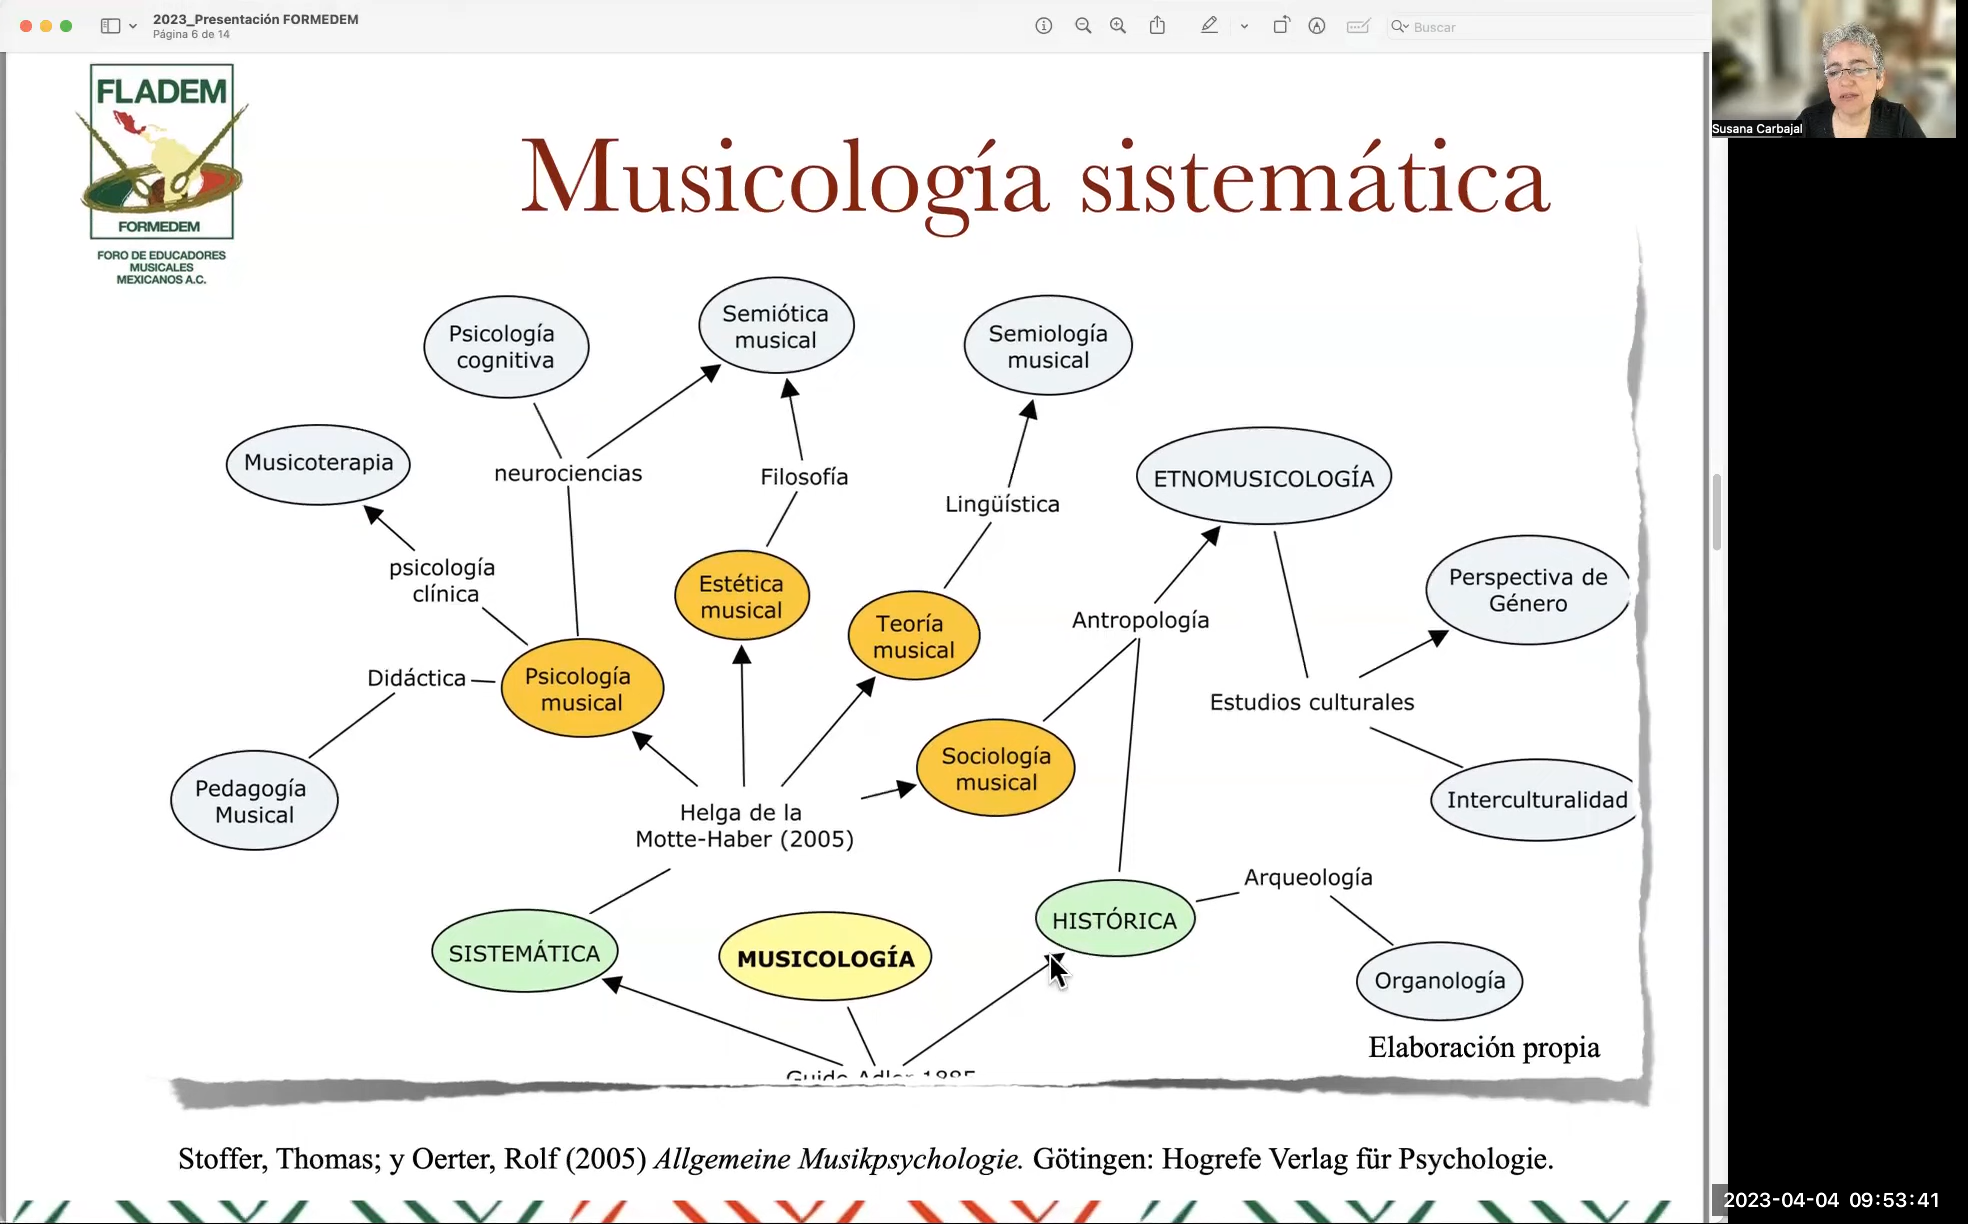 2023_Presentación FORMEDEM
Página 6 de 14
Buscar
Susana Carbajal
FLADEM
FORMEDEM
FORO DE EDUCADORES
MUSICALES
MEXICANOS A.C.
Musicología sistemática
Psicología
cognitiva
Semiótica
musical
Semiología
musical
Musicoterapia
neurociencias
Filosofía
Lingüística
ETNOMUSICOLOGÍA
psicología
clínica
Estética
musical
Teoría
musical
Antropología
Perspectiva de
Género
Didáctica
Psicología
musical
Estudios culturales
Sociología
musical
Pedagogía
Musical
Helga de la
Motte-Haber (2005)
Interculturalidad
Arqueología
SISTEMÁTICA
MUSICOLOGÍA
HISTÓRICA
Organología
Elaboración propia
Stoffer, Thomas; y Oerter, Rolf (2005) Allgemeine Musikpsychologie. Götingen: Hogrefe Verlag für Psychologie.
2023-04-04 09:53:41